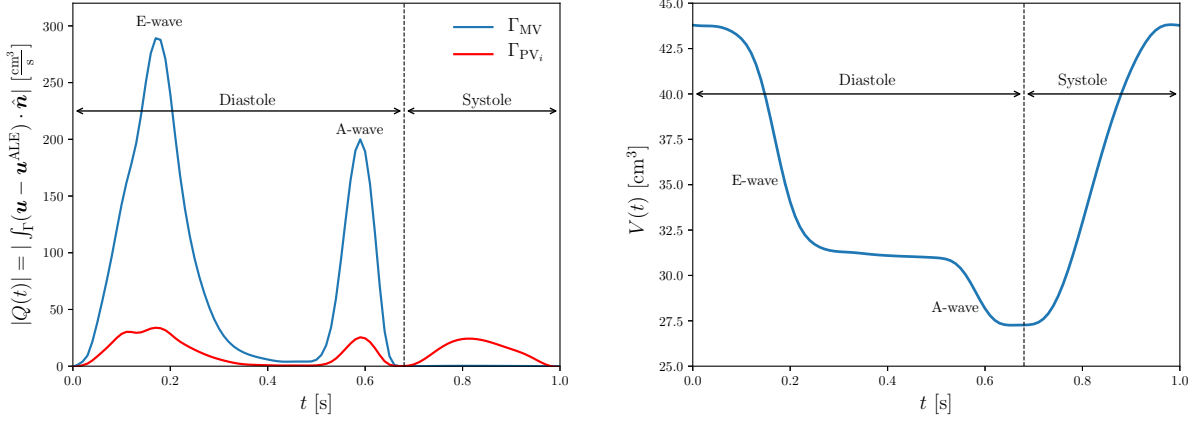 |Q(t)| = |∫_Γ(u − u^ALE) · n̂| [cm³/s]
300
250
200
150
100
50
0
E-wave
Γ_MV
Γ_PV_i
Diastole
Systole
A-wave
0.0 0.2 0.4 0.6 0.8 1.0
t [s]
V(t) [cm³]
45.0
42.5
40.0
37.5
35.0
32.5
30.0
27.5
25.0
Diastole
Systole
E-wave
A-wave
0.0 0.2 0.4 0.6 0.8 1.0
t [s]